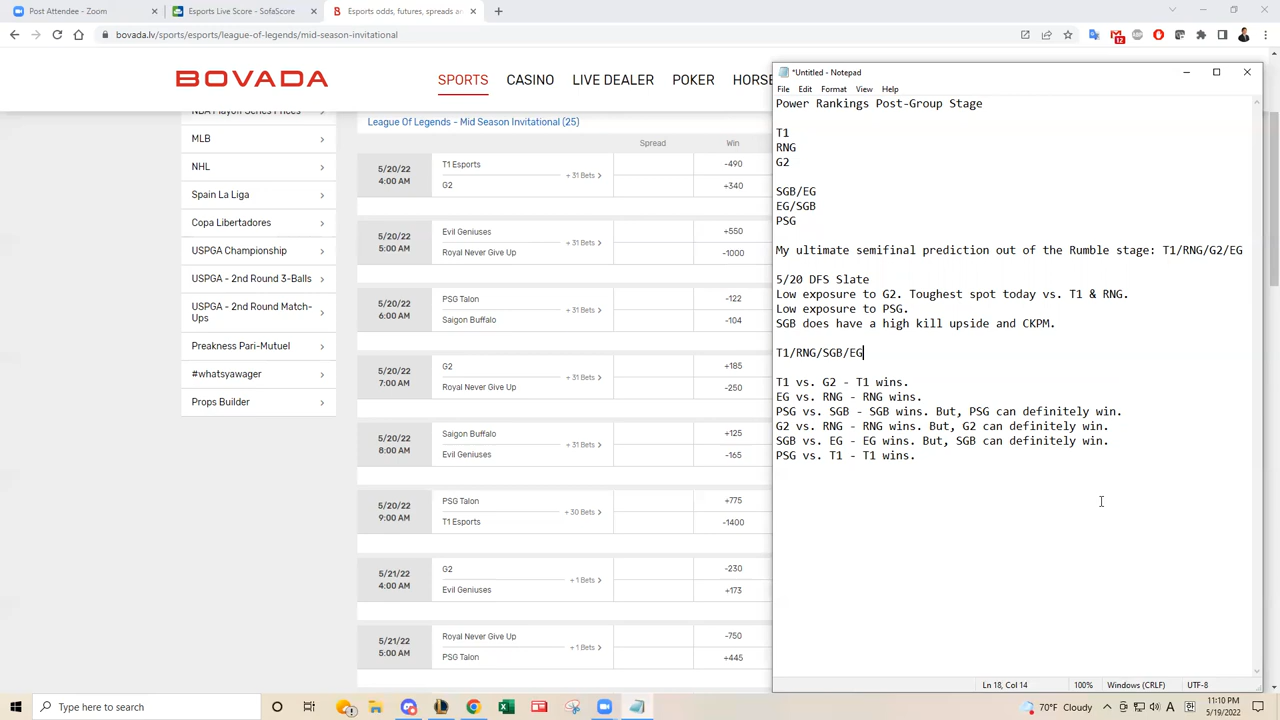 Post Attendee - Zoom
Esports Live Score - SofaScore
Esports odds, futures, spreads an
bovada.lv/sports/esports/league-of-legends/mid-season-invitational
12
BOVADA
SPORTS
CASINO
LIVE DEALER
POKER
HORSE
NBA Playoff Series Prices
MLB
NHL
Spain La Liga
Copa Libertadores
USPGA Championship
USPGA - 2nd Round 3-Balls
USPGA - 2nd Round Match-
Ups
Preakness Pari-Mutuel
#whatsyawager
Props Builder
League Of Legends - Mid Season Invitational (25)
Spread
Win
5/20/22
4:00 AM
T1 Esports
G2
+ 31 Bets
-490
+340
5/20/22
5:00 AM
Evil Geniuses
Royal Never Give Up
+ 31 Bets
+550
-1000
5/20/22
6:00 AM
PSG Talon
Saigon Buffalo
+ 31 Bets
-122
-104
5/20/22
7:00 AM
G2
Royal Never Give Up
+ 31 Bets
+185
-250
5/20/22
8:00 AM
Saigon Buffalo
Evil Geniuses
+ 31 Bets
+125
-165
5/20/22
9:00 AM
PSG Talon
T1 Esports
+ 30 Bets
+775
-1400
5/21/22
4:00 AM
G2
Evil Geniuses
+ 1 Bets
-230
+173
5/21/22
5:00 AM
Royal Never Give Up
PSG Talon
+ 1 Bets
-750
+445
*Untitled - Notepad
File Edit Format View Help
Power Rankings Post-Group Stage
T1
RNG
G2
SGB/EG
EG/SGB
PSG
My ultimate semifinal prediction out of the Rumble stage: T1/RNG/G2/EG
5/20 DFS Slate
Low exposure to G2. Toughest spot today vs. T1 & RNG.
Low exposure to PSG.
SGB does have a high kill upside and CKPM.
T1/RNG/SGB/EG
T1 vs. G2 - T1 wins.
EG vs. RNG - RNG wins.
PSG vs. SGB - SGB wins. But, PSG can definitely win.
G2 vs. RNG - RNG wins. But, G2 can definitely win.
SGB vs. EG - EG wins. But, SGB can definitely win.
PSG vs. T1 - T1 wins.
Ln 18, Col 14
100%
Windows (CRLF)
UTF-8
Type here to search
70°F Cloudy
11:10 PM
5/19/2022